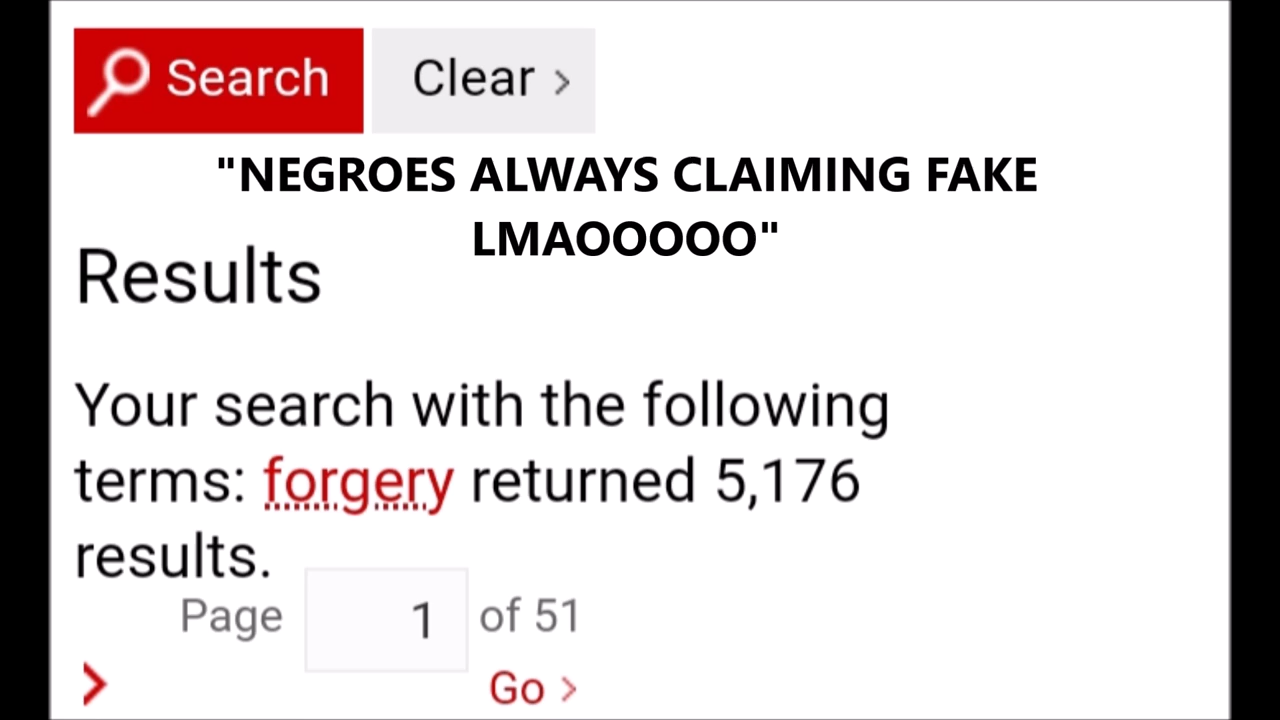 Search Clear >
"NEGROES ALWAYS CLAIMING FAKE
LMAOOOOO"
Results
Your search with the following
terms: forgery returned 5,176
results.
Page 1 of 51
> Go >